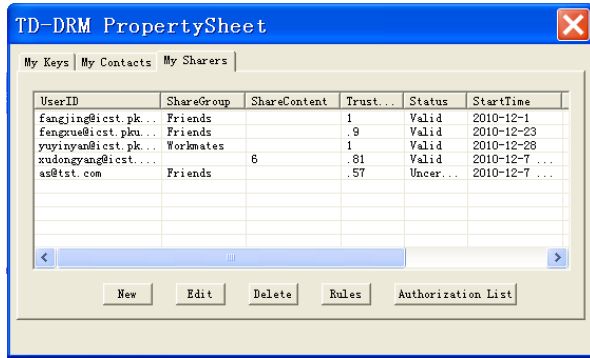 TD-DRM PropertySheet
My Keys My Contacts My Sharers
UserID ShareGroup ShareContent Trust... Status StartTime
fangjing@icst.pk... Friends 1 Valid 2010-12-1
fengxue@icst.pku... Friends .9 Valid 2010-12-23
yuyinyan@icst.pk... Workmates 1 Valid 2010-12-28
xudongyang@icst.... 6 .81 Valid 2010-12-7 ...
as@tst.com Friends .57 Uncer... 2010-12-7 ...
New Edit Delete Rules Authorization List